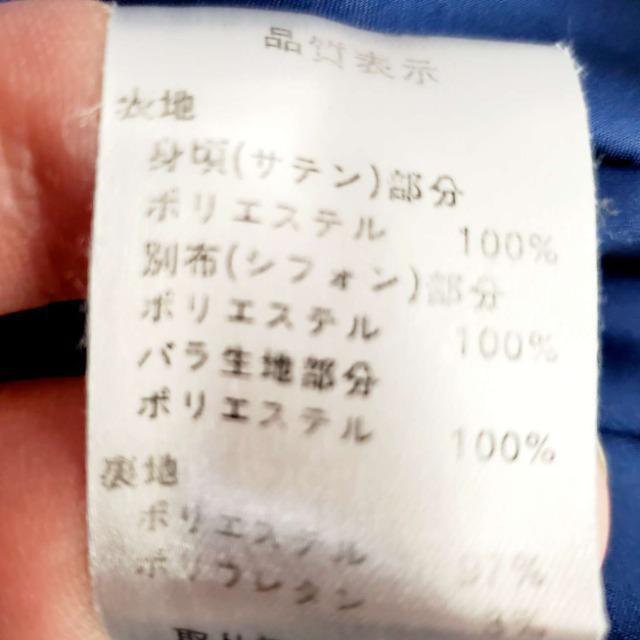 品質表示
表地
身頃(サテン)部分
ポリエステル 100%
別布(シフォン)部分
ポリエステル 100%
バラ生地部分
ポリエステル 100%
裏地
ポリエステル 97%
ポリウレタン